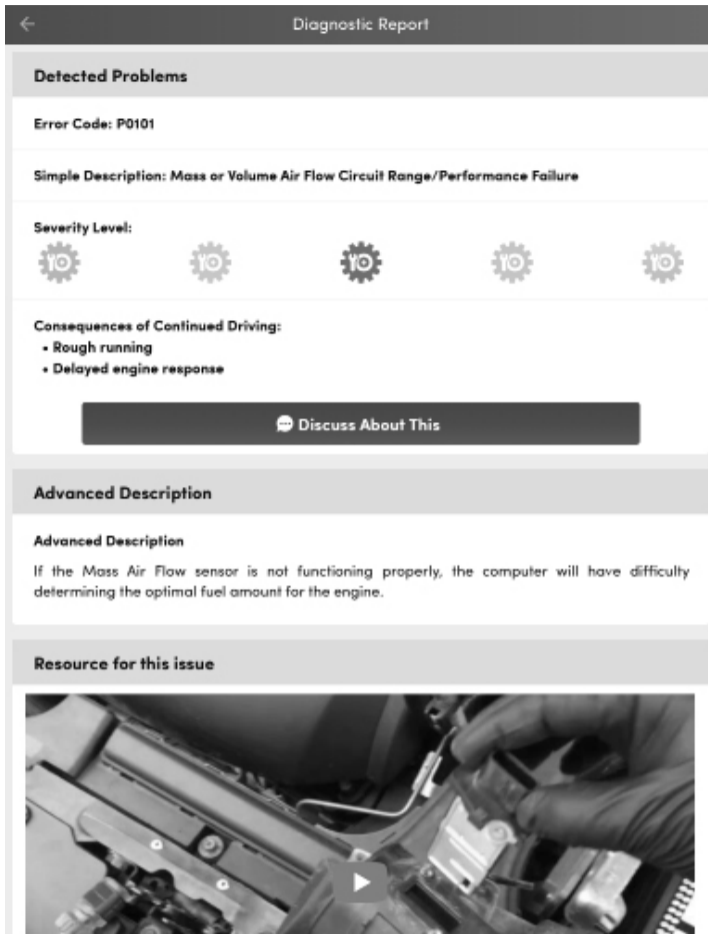 Diagnostic Report
Detected Problems
Error Code: P0101
Simple Description: Mass or Volume Air Flow Circuit Range/Performance Failure
Severity Level:
Consequences of Continued Driving:
• Rough running
• Delayed engine response
Discuss About This
Advanced Description
Advanced Description
If the Mass Air Flow sensor is not functioning properly, the computer will have difficulty
determining the optimal fuel amount for the engine.
Resource for this issue